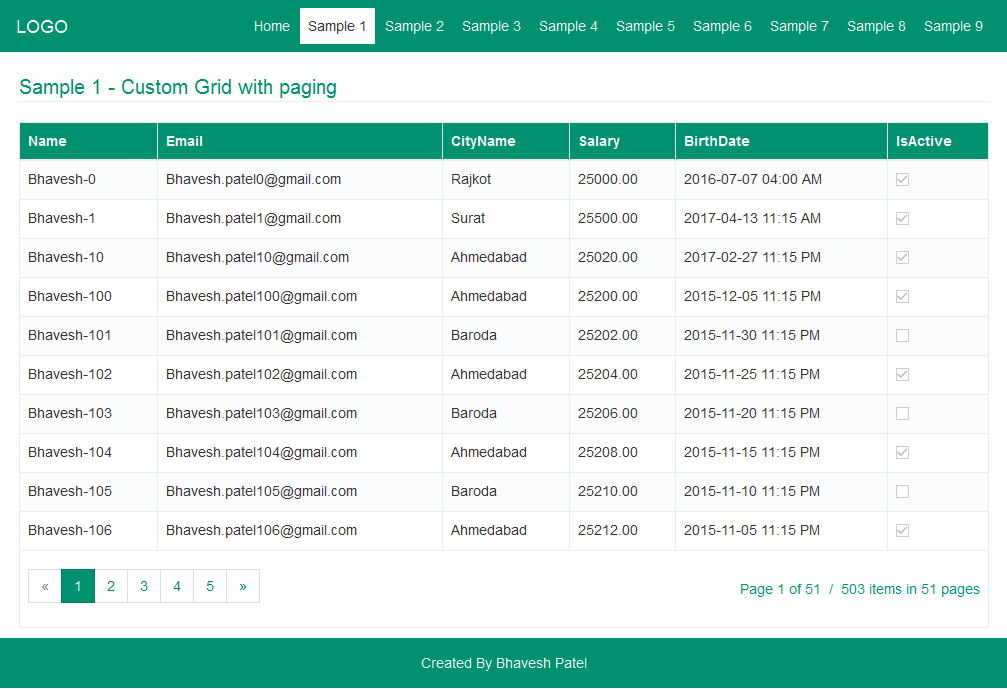 LOGO Home Sample 1 Sample 2 Sample 3 Sample 4 Sample 5 Sample 6 Sample 7 Sample 8 Sample 9
Sample 1 - Custom Grid with paging
Name Email CityName Salary BirthDate IsActive
Bhavesh-0 Bhavesh.patel0@gmail.com Rajkot 25000.00 2016-07-07 04:00 AM
Bhavesh-1 Bhavesh.patel1@gmail.com Surat 25500.00 2017-04-13 11:15 AM
Bhavesh-10 Bhavesh.patel10@gmail.com Ahmedabad 25020.00 2017-02-27 11:15 PM
Bhavesh-100 Bhavesh.patel100@gmail.com Ahmedabad 25200.00 2015-12-05 11:15 PM
Bhavesh-101 Bhavesh.patel101@gmail.com Baroda 25202.00 2015-11-30 11:15 PM
Bhavesh-102 Bhavesh.patel102@gmail.com Ahmedabad 25204.00 2015-11-25 11:15 PM
Bhavesh-103 Bhavesh.patel103@gmail.com Baroda 25206.00 2015-11-20 11:15 PM
Bhavesh-104 Bhavesh.patel104@gmail.com Ahmedabad 25208.00 2015-11-15 11:15 PM
Bhavesh-105 Bhavesh.patel105@gmail.com Baroda 25210.00 2015-11-10 11:15 PM
Bhavesh-106 Bhavesh.patel106@gmail.com Ahmedabad 25212.00 2015-11-05 11:15 PM
« 1 2 3 4 5 » Page 1 of 51 / 503 items in 51 pages
Created By Bhavesh Patel